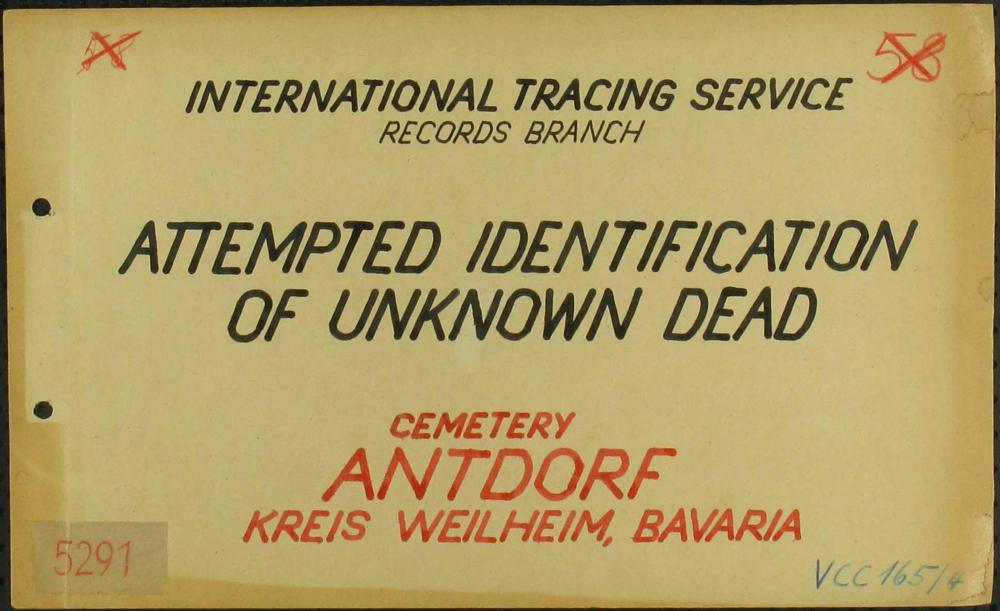 58
58
INTERNATIONAL TRACING SERVICE
RECORDS BRANCH
ATTEMPTED IDENTIFICATION
OF UNKNOWN DEAD
CEMETERY
ANTDORF
KREIS WEILHEIM, BAVARIA
5291
VCC 165/4